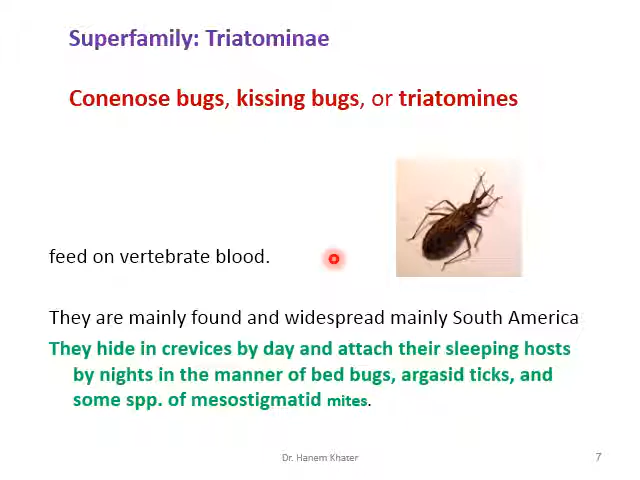 Superfamily: Triatominae
Conenose bugs, kissing bugs, or triatomines
feed on vertebrate blood.
They are mainly found and widespread mainly South America
They hide in crevices by day and attach their sleeping hosts
by nights in the manner of bed bugs, argasid ticks, and
some spp. of mesostigmatid mites.
Dr. Hanem Khater
7